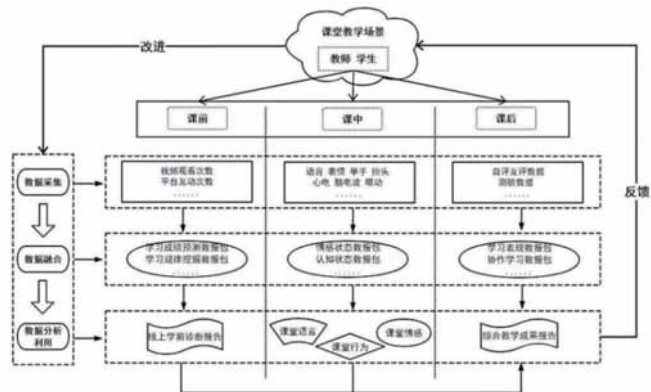 课堂教学场景
教师 学生
改进
课前
课中
课后
数据采集
视频观看次数
平台互动次数
......
语言 表情 举手 抬头
心电 脑电波 眼动
......
自评互评数据
测验数据
......
反馈
数据融合
学习成绩预测数据包
学习规律挖掘数据包
......
情感状态数据包
认知状态数据包
......
学习表现数据包
协作学习数据包
......
数据分析
利用
线上学前诊断报告
课堂语言
课堂行为
课堂情感
综合教学成果报告